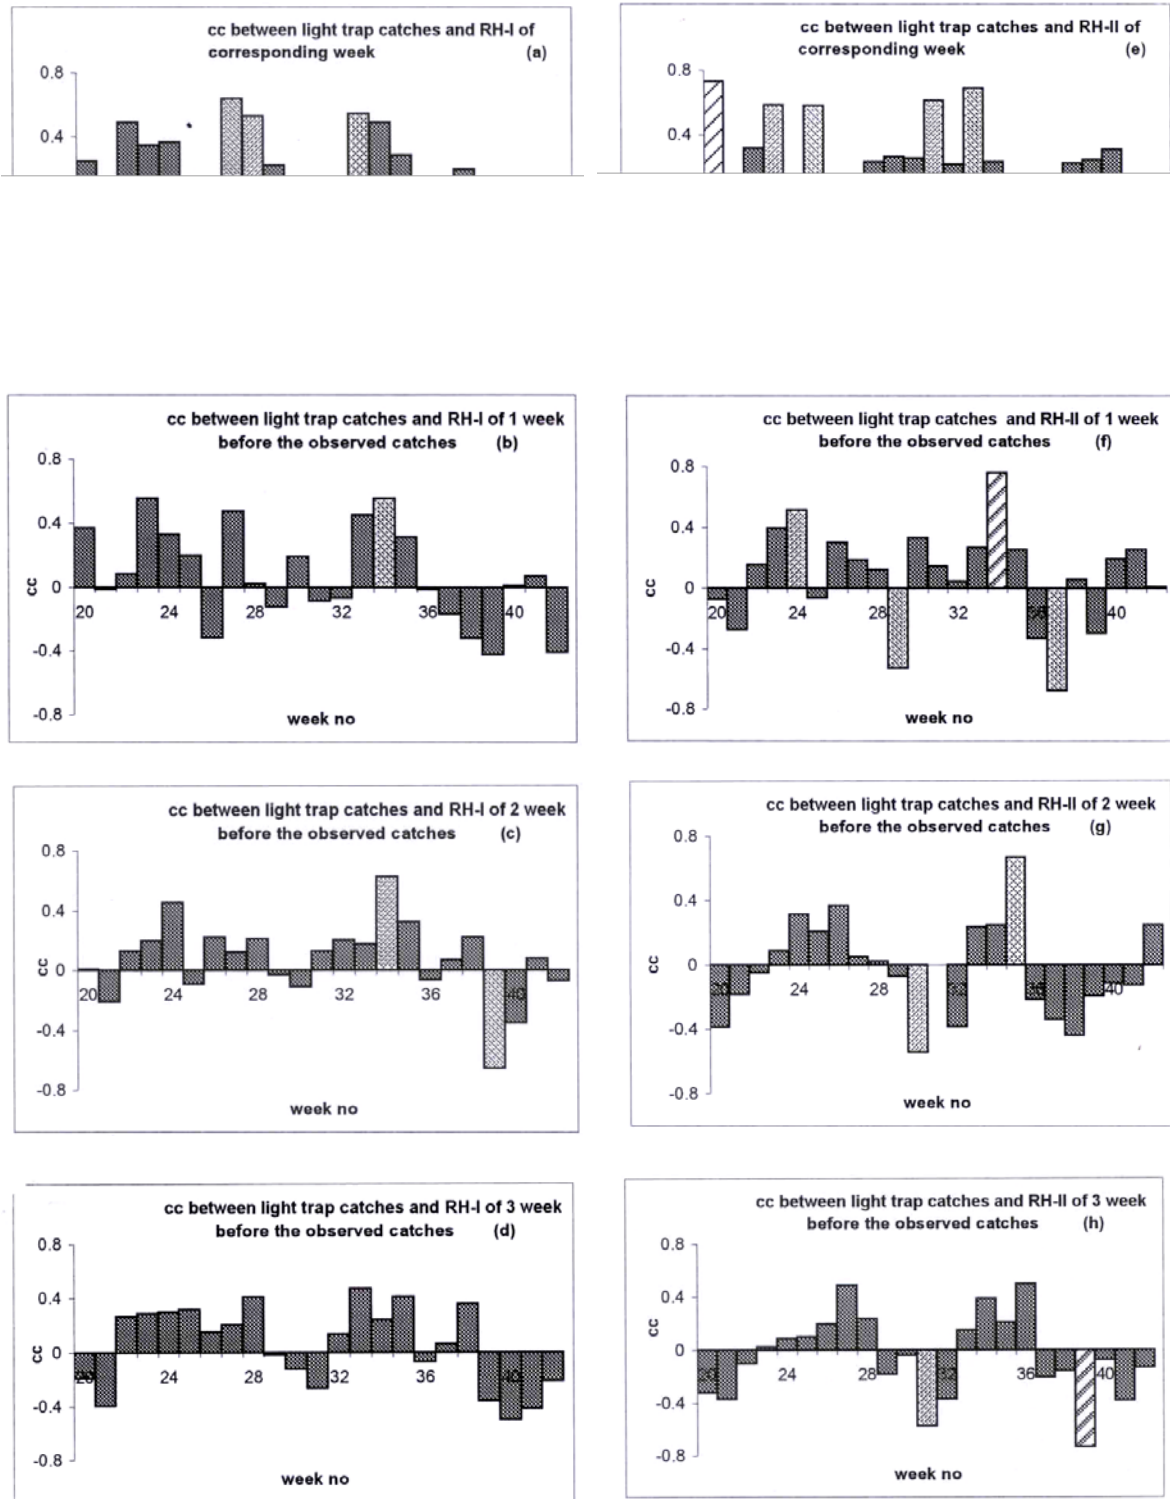 cc between light trap catches and RH-I of
corresponding week (a)
0.8
0.4
cc between light trap catches and RH-II of
corresponding week (e)
0.8
0.4
cc between light trap catches and RH-I of 1 week
before the observed catches (b)
0.8
0.4
0
-0.4
-0.8
cc
20 24 28 32 36 40
week no
cc between light trap catches and RH-II of 1 week
before the observed catches (f)
0.8
0.4
0
-0.4
-0.8
cc
20 24 28 32 36 40
week no
cc between light trap catches and RH-I of 2 week
before the observed catches (c)
0.8
0.4
0
-0.4
-0.8
cc
20 24 28 32 36 40
week no
cc between light trap catches and RH-II of 2 week
before the observed catches (g)
0.8
0.4
0
-0.4
-0.8
cc
20 24 28 32 36 40
week no
cc between light trap catches and RH-I of 3 week
before the observed catches (d)
0.8
0.4
0
-0.4
-0.8
cc
20 24 28 32 36 40
week no
cc between light trap catches and RH-II of 3 week
before the observed catches (h)
0.8
0.4
0
-0.4
-0.8
cc
20 24 28 32 36 40
week no